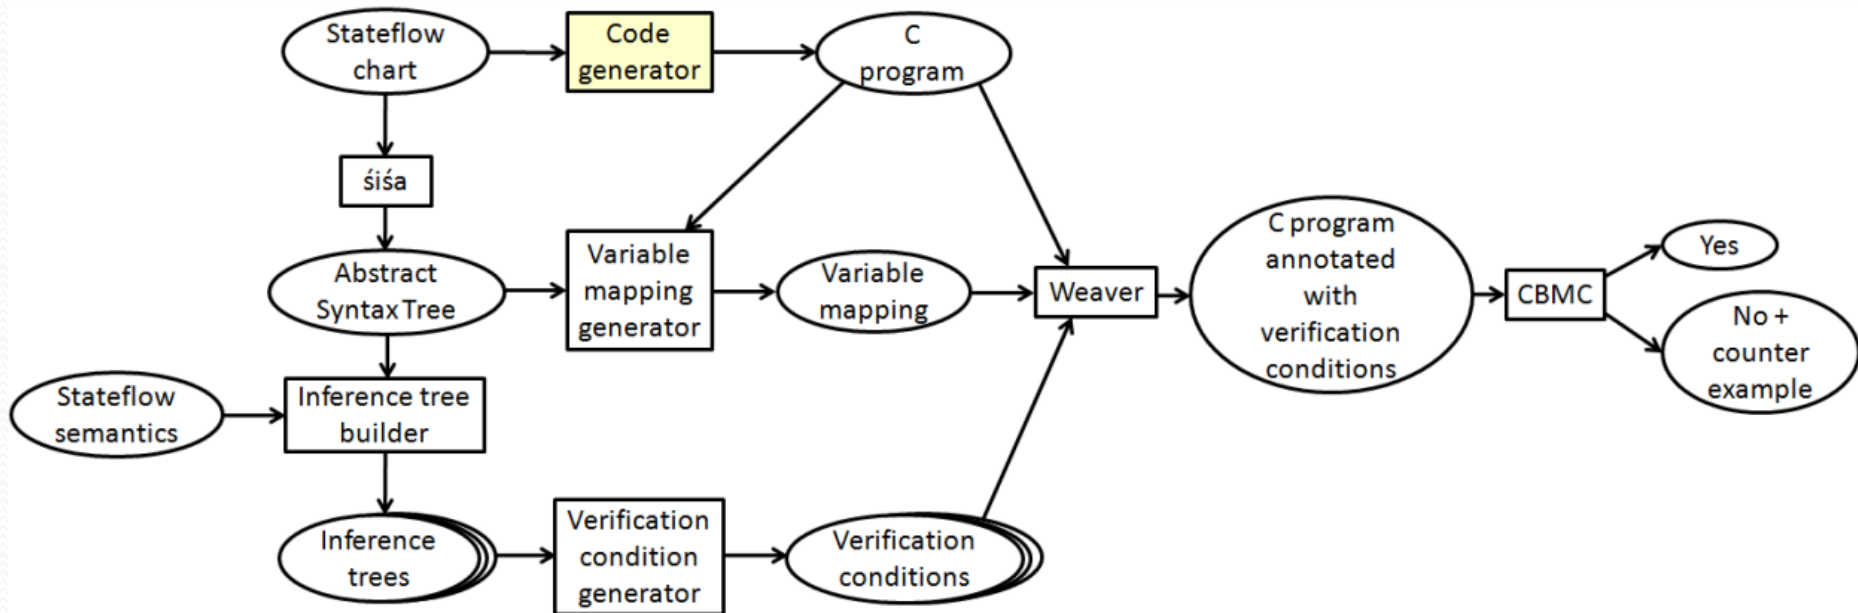 Stateflow
chart
Code
generator
C
program
śiśa
Abstract
Syntax Tree
Variable
mapping
generator
Variable
mapping
Weaver
C program
annotated
with
verification
conditions
CBMC
Yes
No +
counter
example
Stateflow
semantics
Inference tree
builder
Inference
trees
Verification
condition
generator
Verification
conditions